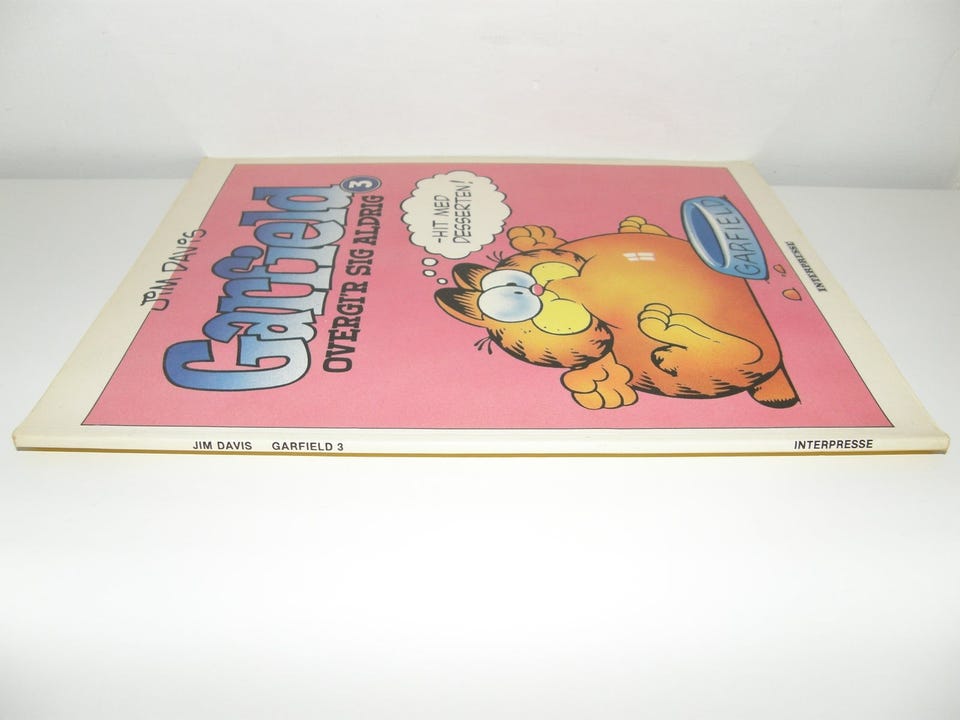 JIM DAVIS
Garfield 3
OVERGI'R SIG ALDRIG
-HIT MED
DESSERTEN!
GARFIELD
INTERPRESSE
JIM DAVIS GARFIELD 3 INTERPRESSE